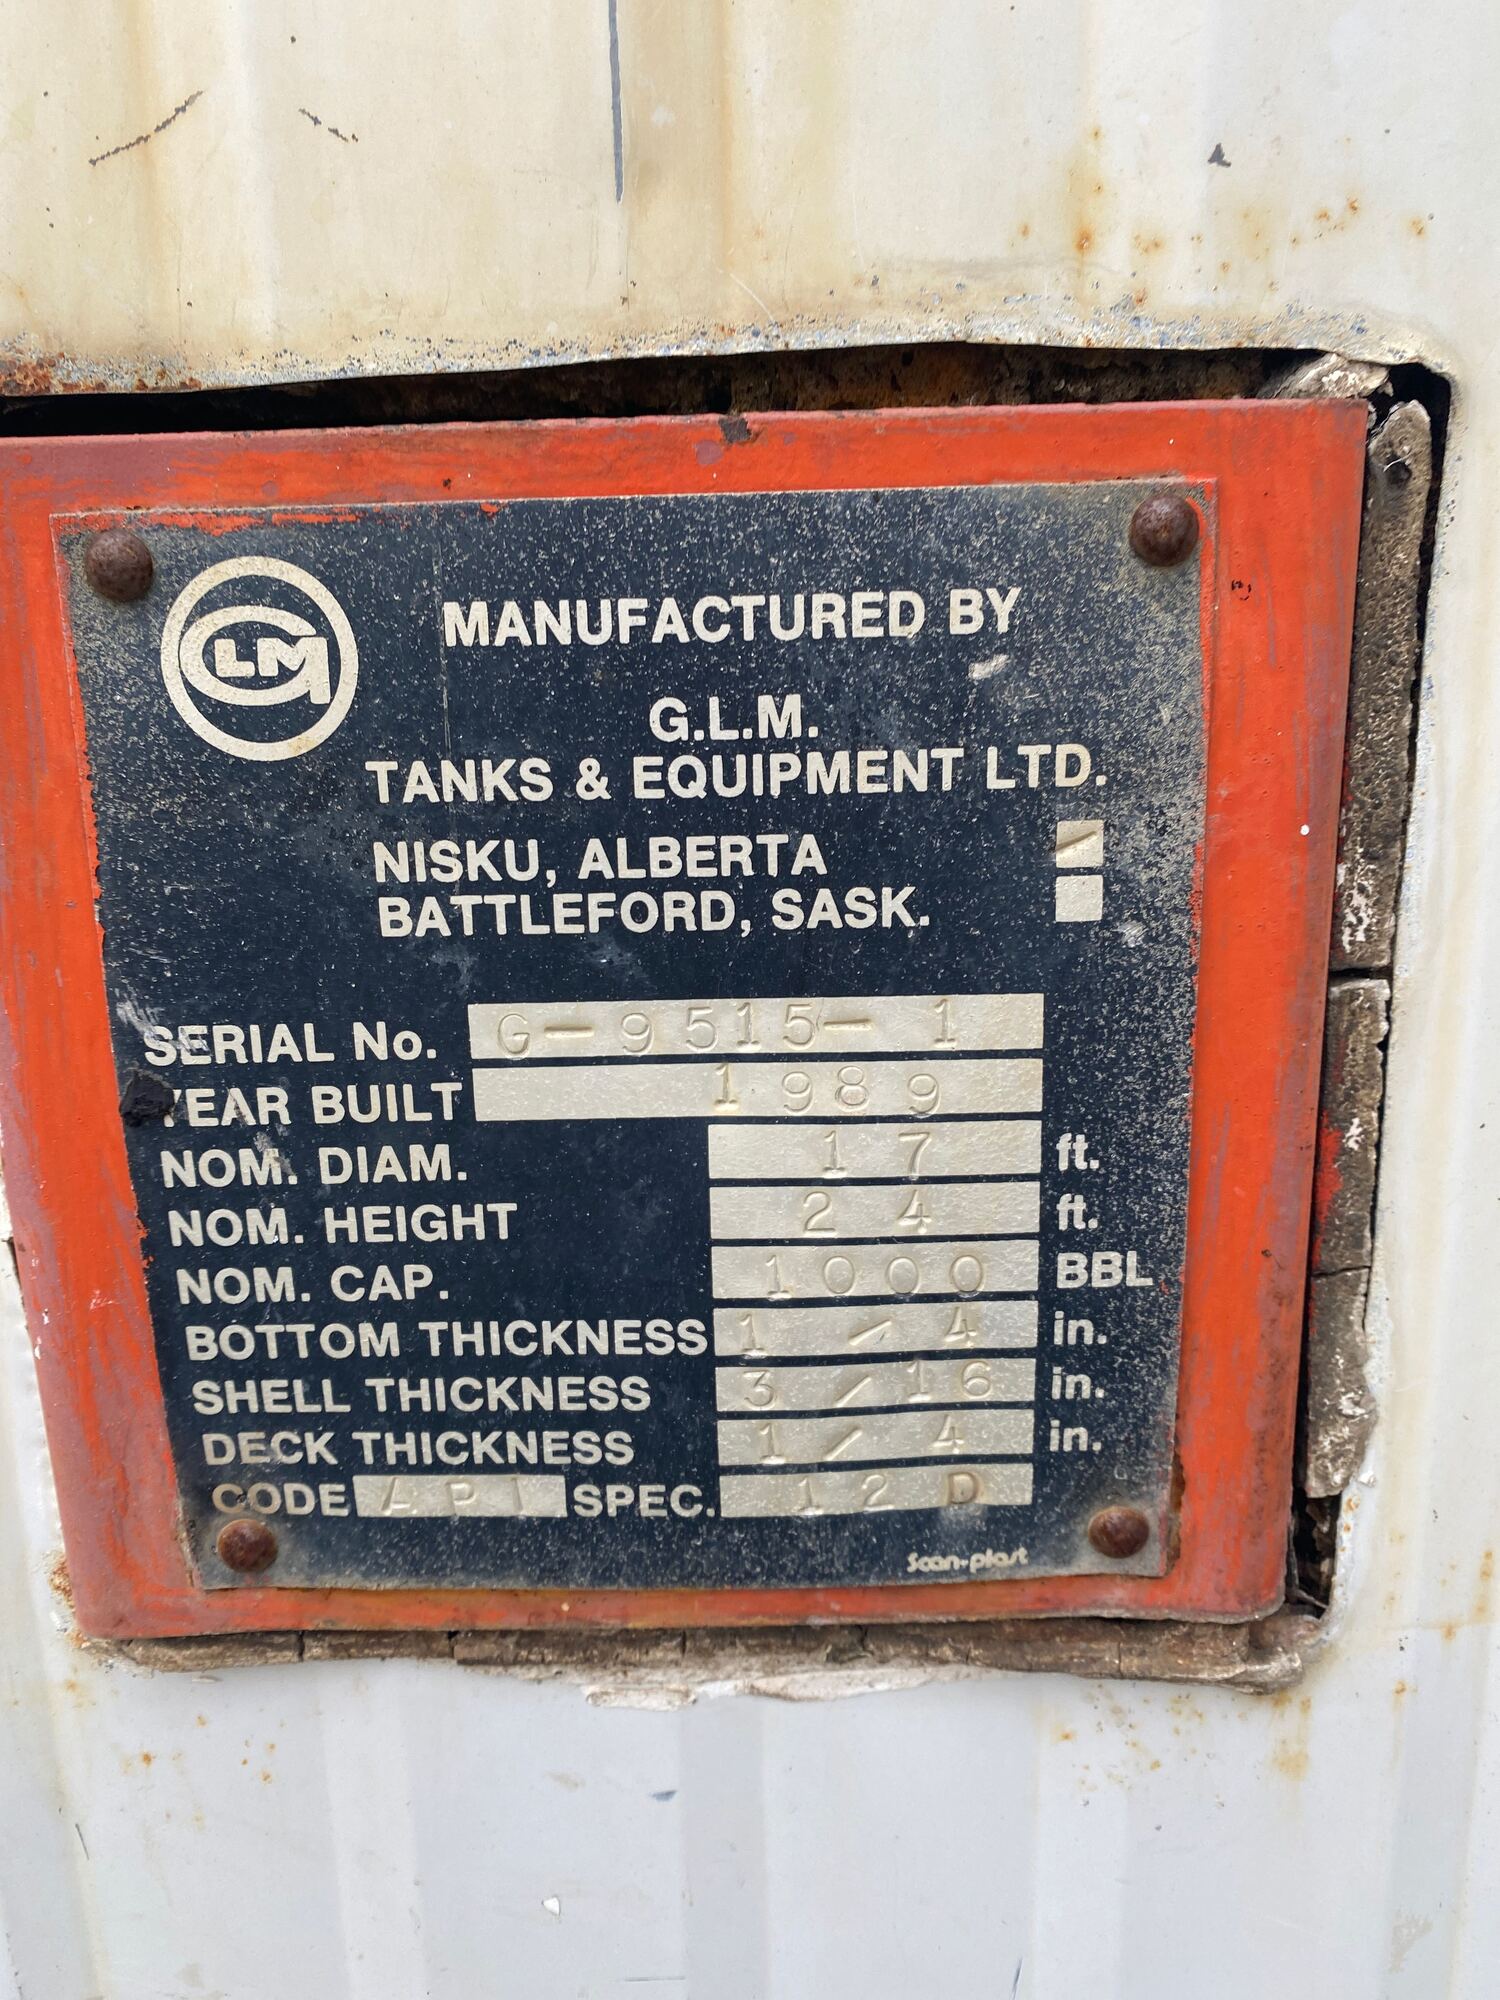 GLM
MANUFACTURED BY
G.L.M.
TANKS & EQUIPMENT LTD.
NISKU, ALBERTA
BATTLEFORD, SASK.
SERIAL No. G-9515-1
YEAR BUILT 1989
NOM. DIAM. 17 ft.
NOM. HEIGHT 24 ft.
NOM. CAP. 1000 BBL
BOTTOM THICKNESS 1/4 in.
SHELL THICKNESS 3/16 in.
DECK THICKNESS 1/4 in.
CODE API SPEC. 12D
Scan-plast